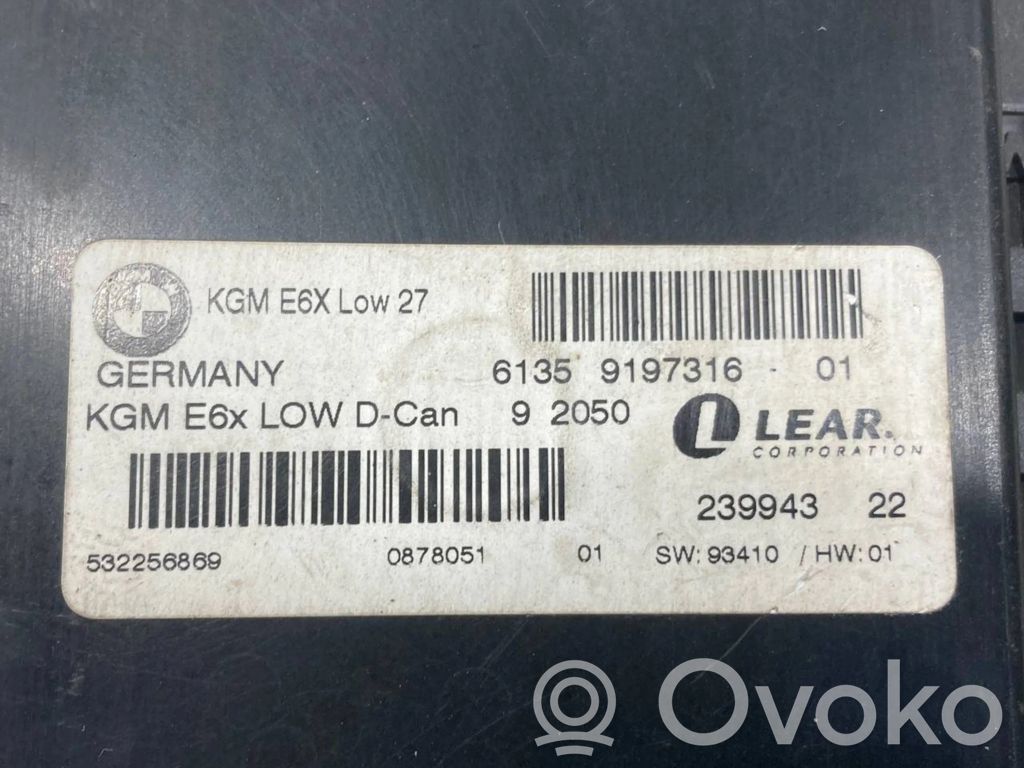 KGM E6X Low 27
GERMANY 6135 9197316 - 01
KGM E6x LOW D-Can 9 2050
LEAR.
CORPORATION
239943 22
532256869 0878051 01 SW: 93410 / HW: 01
Ovoko